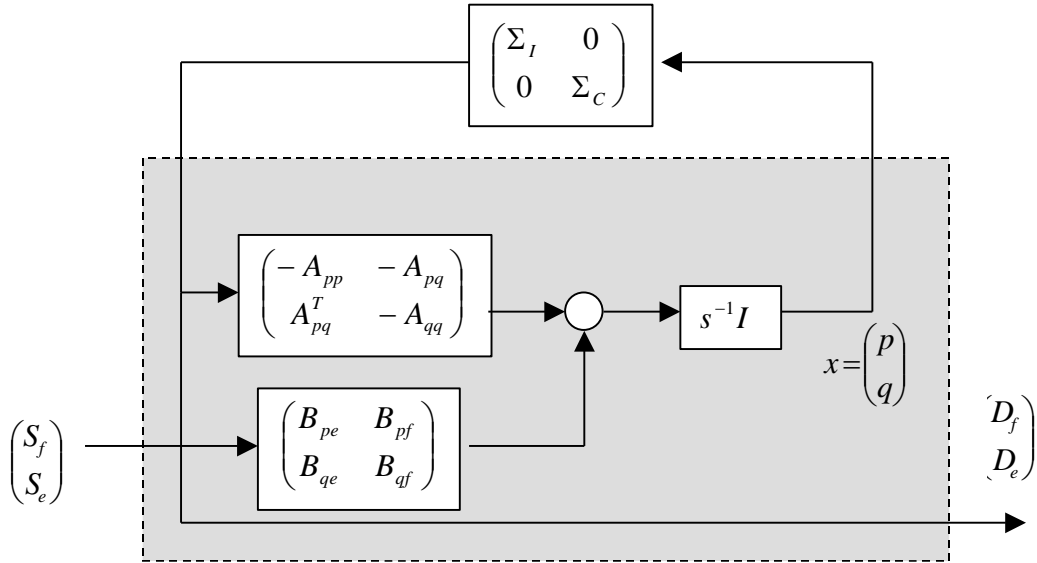 Σ_I 0
0 Σ_C
− A_pp − A_pq
A_pq^T − A_qq
s^−1 I
x = (p
q)
B_pe B_pf
B_qe B_qf
S_f
S_e
D_f
D_e